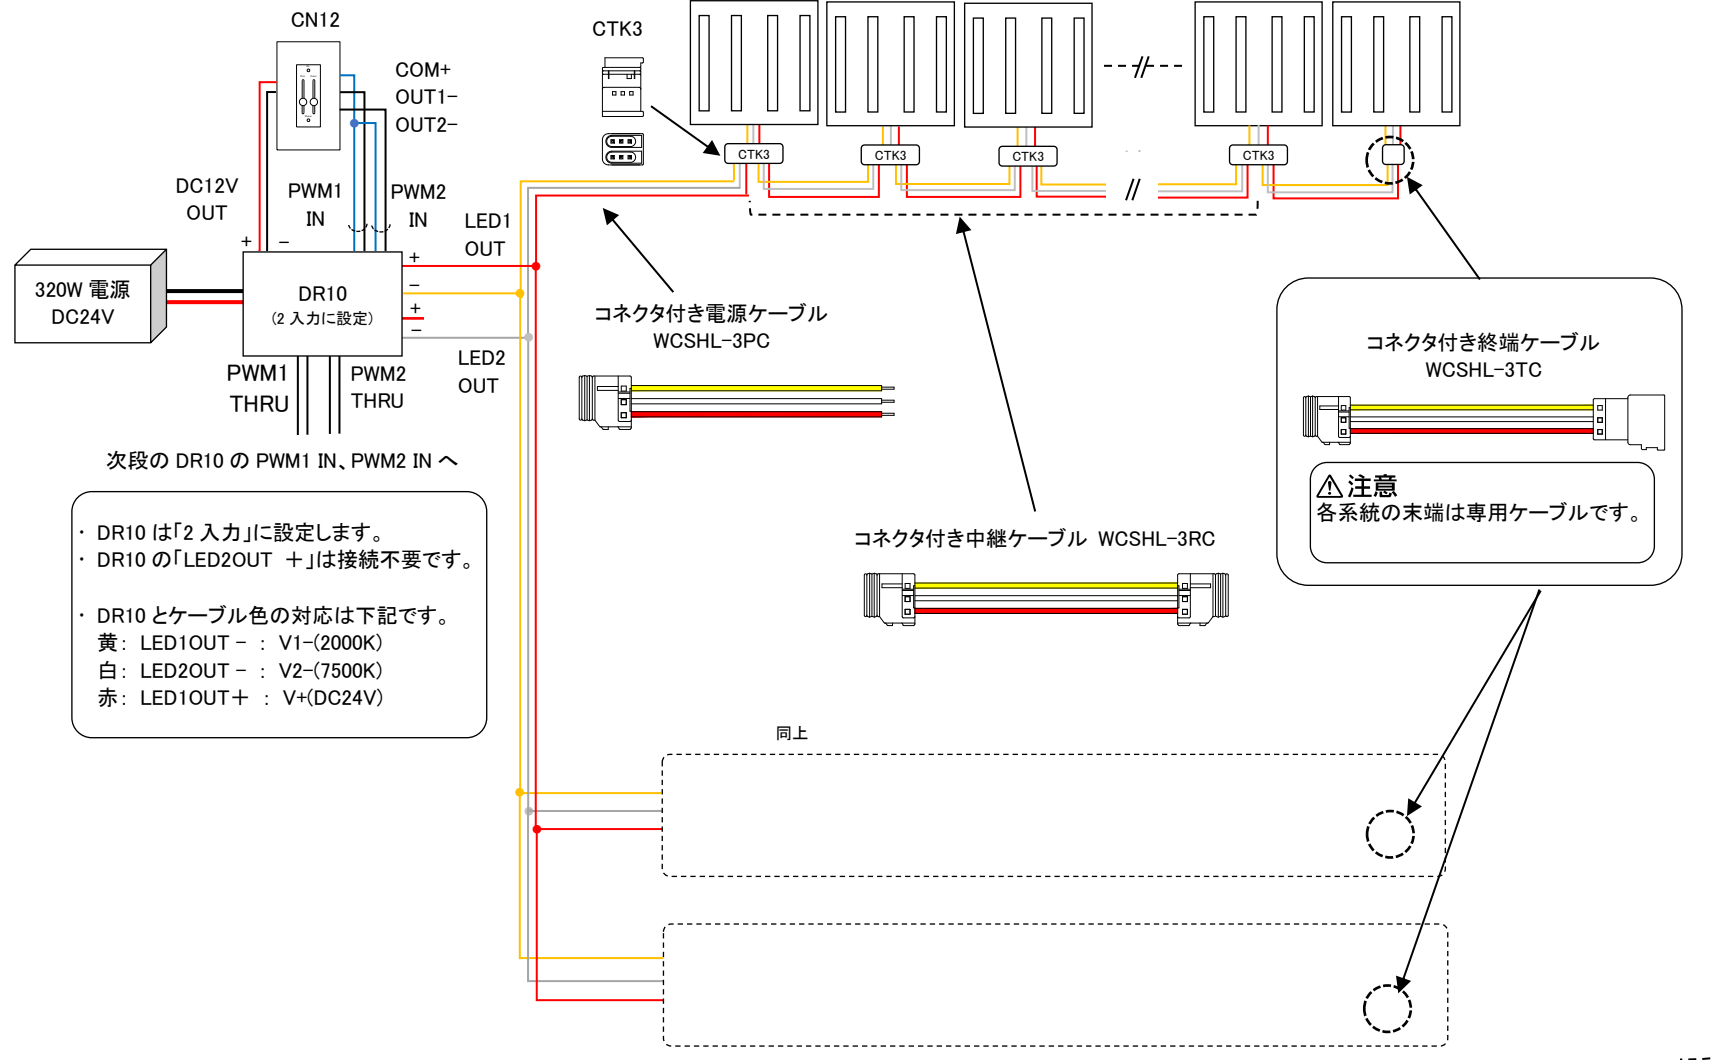 CN12
CTK3
COM+
OUT1-
OUT2-
DC12V
OUT
PWM1
IN
PWM2
IN
LED1
OUT
CTK3
CTK3
CTK3
CTK3
+ −
320W 電源
DC24V
DR10
(2 入力に設定)
+
−
+
−
LED2
OUT
PWM1
THRU
PWM2
THRU
次段の DR10 の PWM1 IN、PWM2 IN へ
コネクタ付き電源ケーブル
WCSHL-3PC
コネクタ付き中継ケーブル WCSHL-3RC
コネクタ付き終端ケーブル
WCSHL-3TC
注意
各系統の末端は専用ケーブルです。
・ DR10 は「2 入力」に設定します。
・ DR10 の「LED2OUT +」は接続不要です。
・ DR10 とケーブル色の対応は下記です。
黄: LED1OUT - : V1-(2000K)
白: LED2OUT - : V2-(7500K)
赤: LED1OUT+ : V+(DC24V)
同上